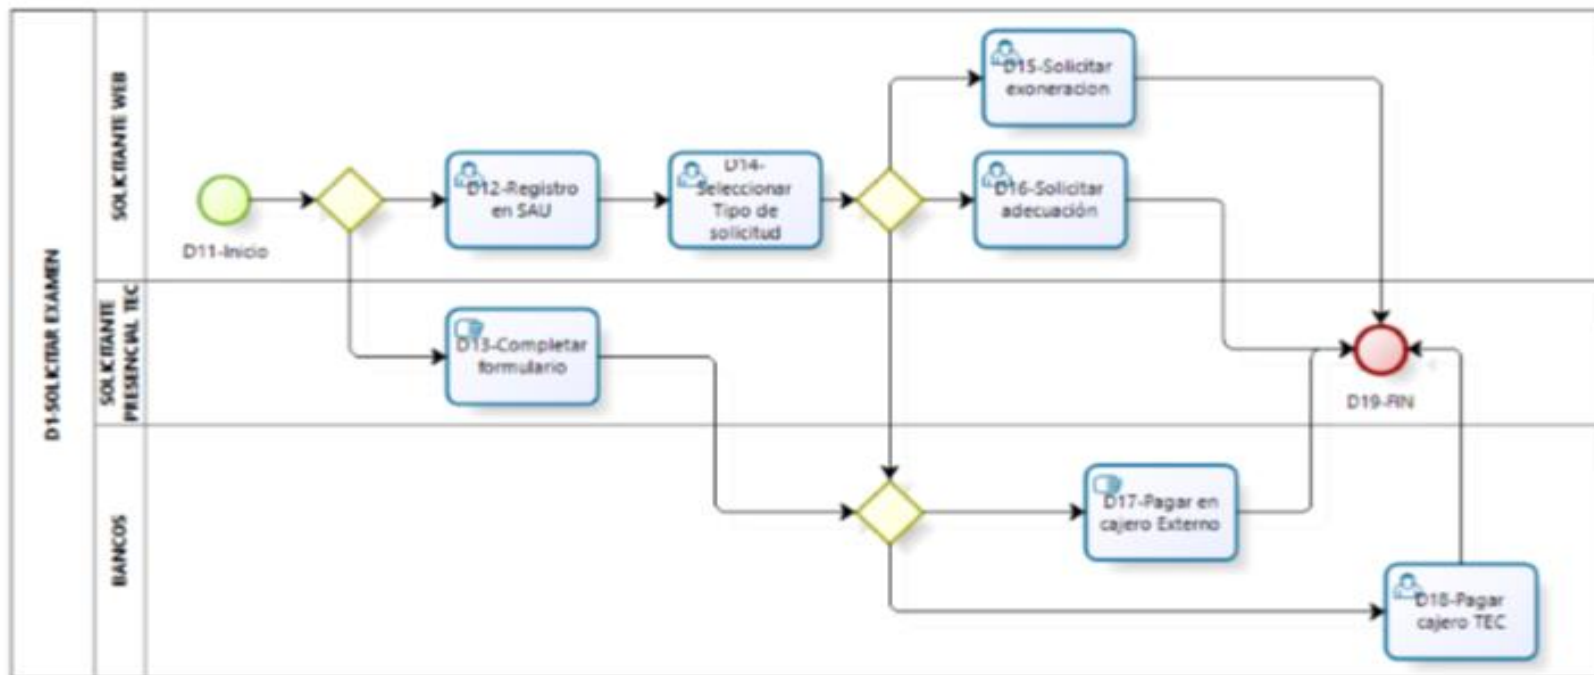 D1-SOLICITAR EXAMEN
SOLICITANTE WEB
D11-Inicio
D12-Registro
en SAU
D14-
Seleccionar
Tipo de
solicitud
D15-Solicitar
exoneracion
D16-Solicitar
adecuación
SOLICITANTE
PRESENCIAL TEC
D13-Completar
formulario
D19-FIN
BANCOS
D17-Pagar en
cajero Externo
D18-Pagar
cajero TEC